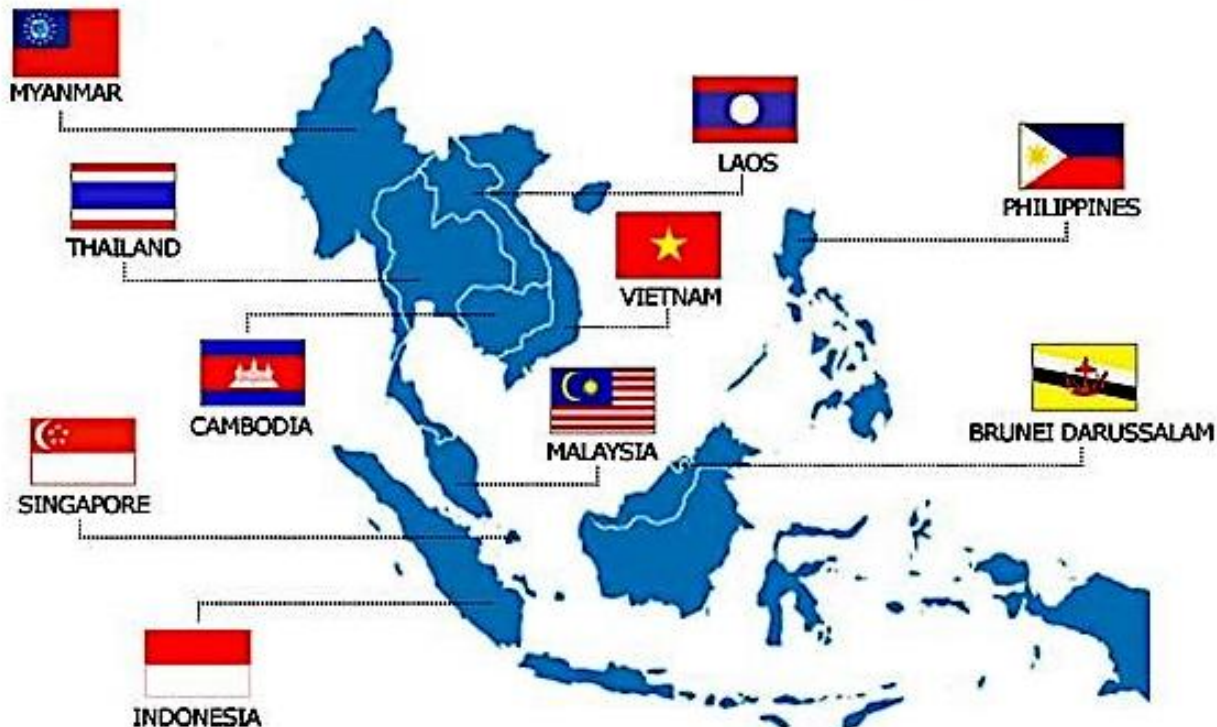 MYANMAR
LAOS
PHILIPPINES
THAILAND
VIETNAM
CAMBODIA
MALAYSIA
BRUNEI DARUSSALAM
SINGAPORE
INDONESIA